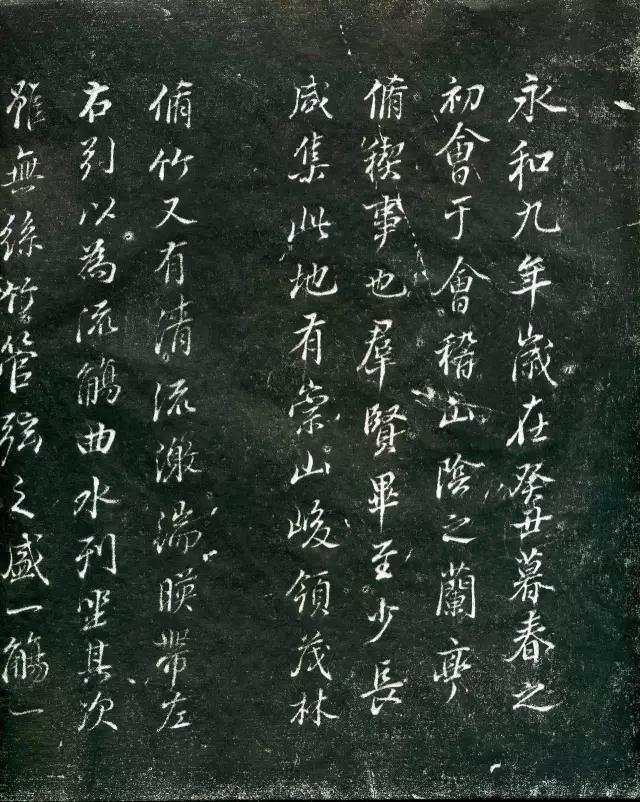 永和九年歲在癸丑暮春之
初會于會稽山陰之蘭亭
脩稧事也羣賢畢至少長
咸集此地有崇山峻領茂林
脩竹又有清流激湍暎帶左
右引以為流觴曲水列坐其次
雖無絲竹管弦之盛一觴一